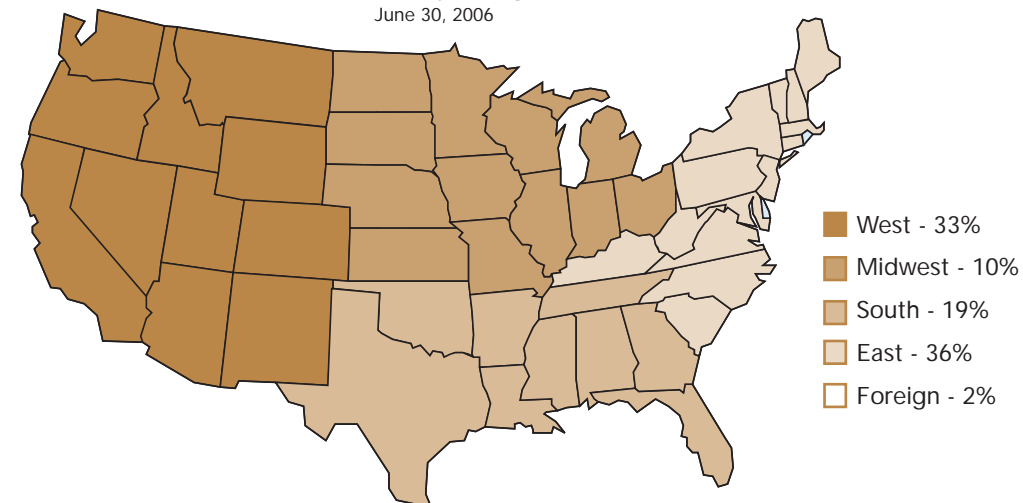 June 30, 2006
West - 33%
Midwest - 10%
South - 19%
East - 36%
Foreign - 2%